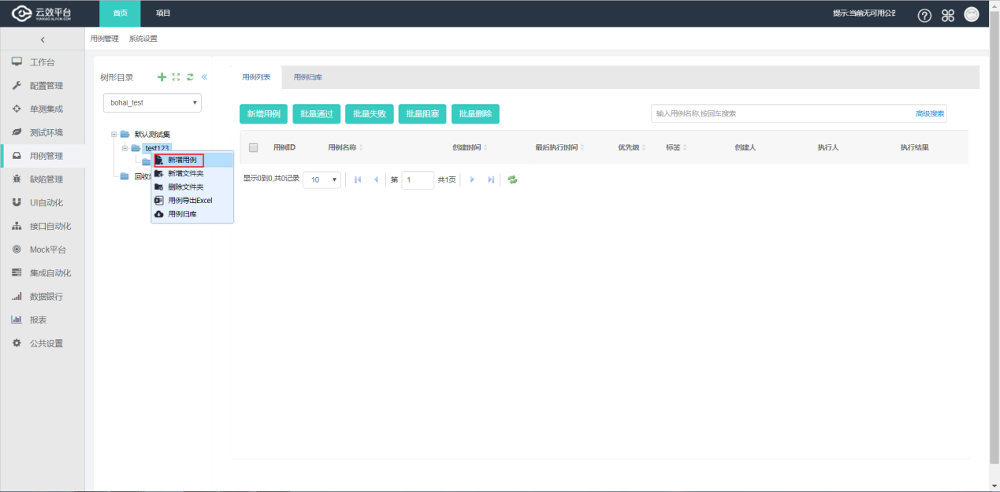 云效平台 首页 项目 提示:当前无可用公告
YUNXIAO.ALIYUN.COM
用例管理 系统设置
工作台
配置管理
单测集成
测试环境
用例管理
缺陷管理
UI自动化
接口自动化
Mock平台
集成自动化
数据银行
报表
公共设置
树形目录
bohai_test
默认测试集
test123
回收
新增用例
新增文件夹
删除文件夹
用例导出Excel
用例归库
用例列表 用例归库
新增用例 批量通过 批量失败 批量阻塞 批量删除 输入用例名称,按回车搜索 高级搜索
用例ID 用例名称 创建时间 最后执行时间 优先级 标签 创建人 执行人 执行结果
显示0到0,共0记录 10 第 1 共1页